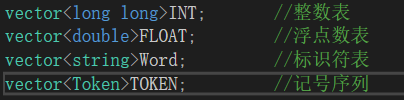 vector<long long>INT;        //整数表
vector<double>FLOAT;         //浮点数表
vector<string>Word;          //标识符表
vector<Token>TOKEN;          //记号序列